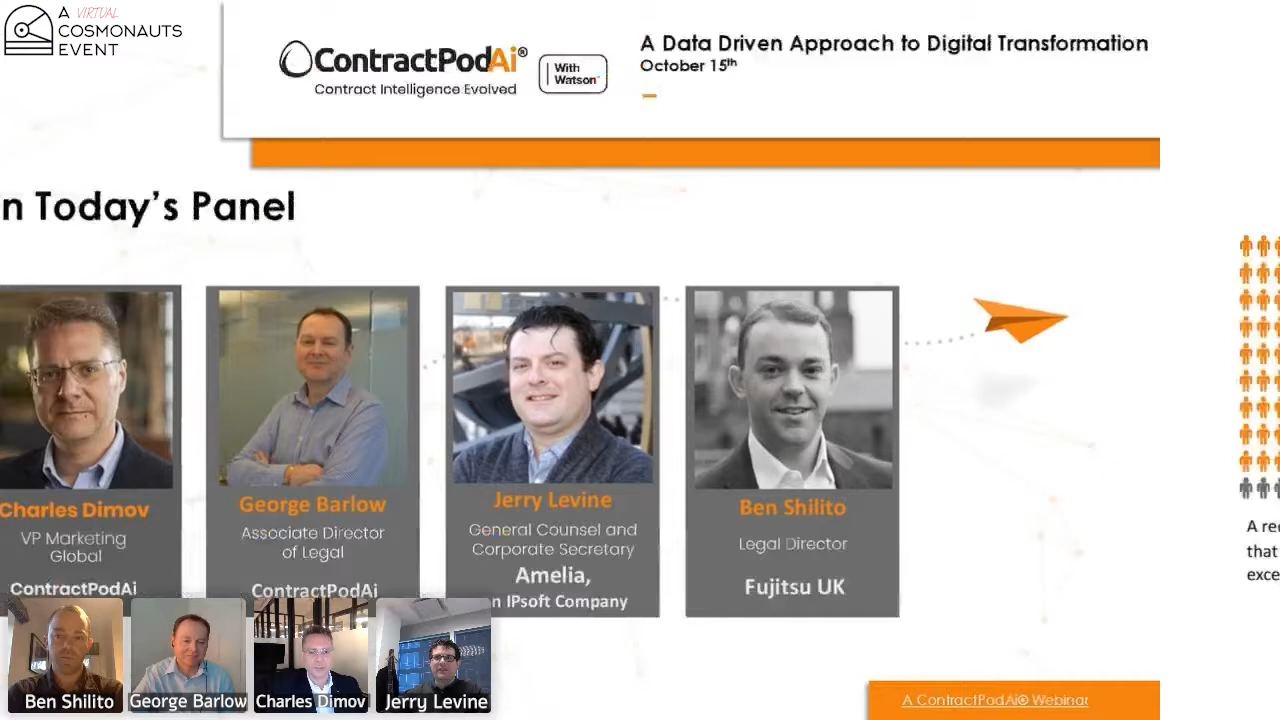 A VIRTUAL
COSMONAUTS
EVENT
ContractPodAi®
Contract Intelligence Evolved
With
Watson™
A Data Driven Approach to Digital Transformation
October 15th
n Today's Panel
Charles Dimov
VP Marketing
Global
ContractPodAi
George Barlow
Associate Director
of Legal
ContractPodAi
Jerry Levine
General Counsel and
Corporate Secretary
Amelia,
n IPsoft Company
Ben Shilito
Legal Director
Fujitsu UK
A re
that
exce
Ben Shilito
George Barlow
Charles Dimov
Jerry Levine
A ContractPodAi® Webinar